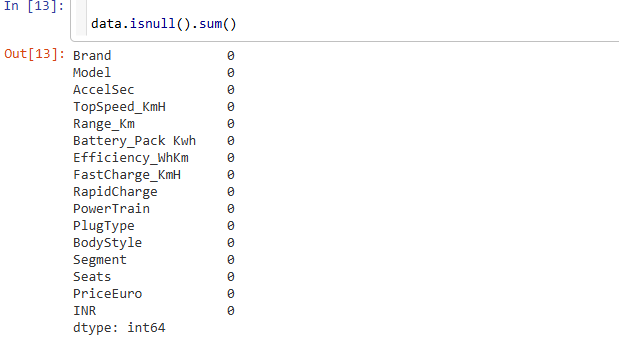 In [13]:
data.isnull().sum()
Out[13]: Brand 0
Model 0
AccelSec 0
TopSpeed_KmH 0
Range_Km 0
Battery_Pack Kwh 0
Efficiency_WhKm 0
FastCharge_KmH 0
RapidCharge 0
PowerTrain 0
PlugType 0
BodyStyle 0
Segment 0
Seats 0
PriceEuro 0
INR 0
dtype: int64